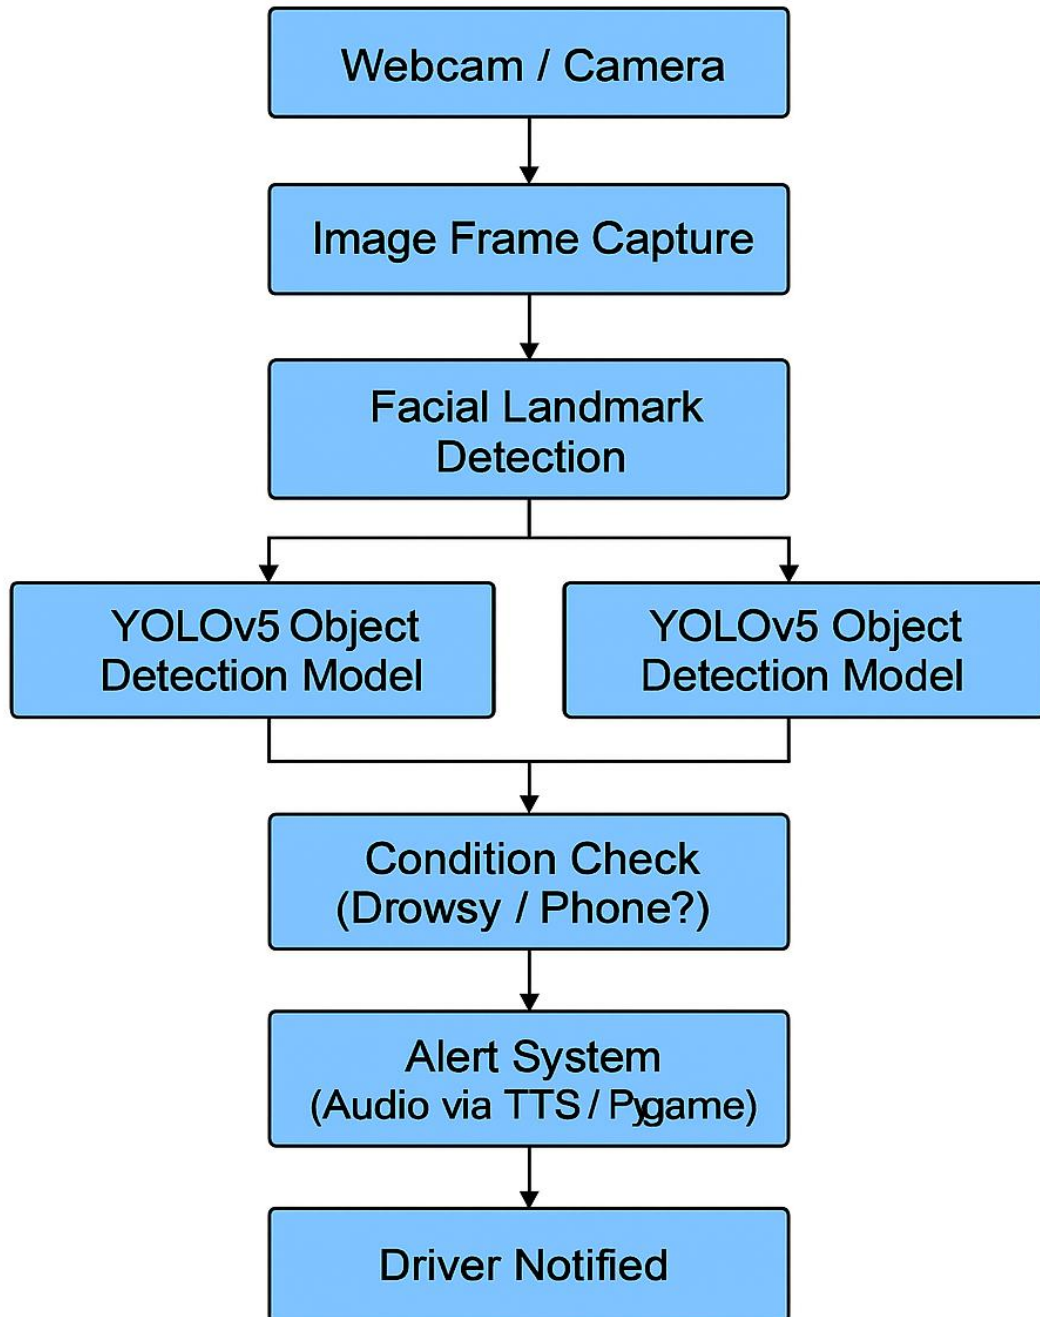 Webcam / Camera
Image Frame Capture
Facial Landmark
Detection
YOLOv5 Object
Detection Model
YOLOv5 Object
Detection Model
Condition Check
(Drowsy / Phone?)
Alert System
(Audio via TTS / Pygame)
Driver Notified